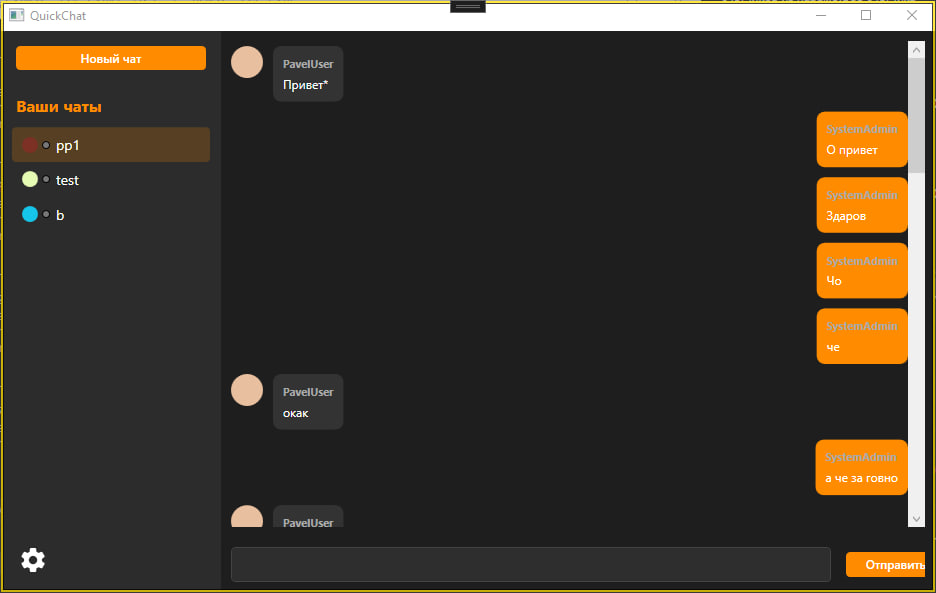 QuickChat
Новый чат
Ваши чаты
pp1
test
b
PavelUser
Привет*
SystemAdmin
О привет
SystemAdmin
Здаров
SystemAdmin
Чо
SystemAdmin
че
PavelUser
окак
SystemAdmin
а че за говно
PavelUser
Отправить